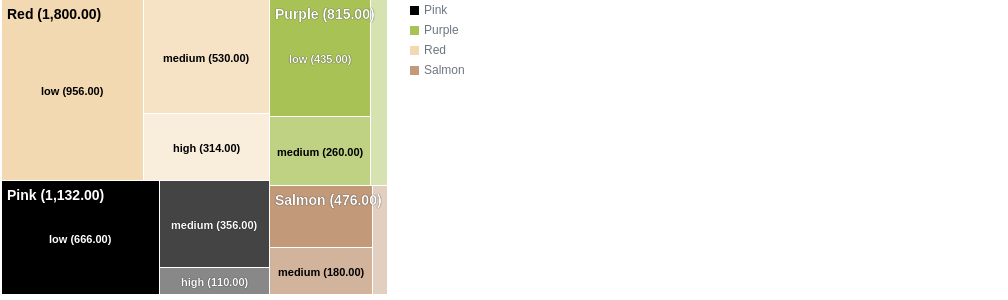 Red (1,800.00)
low (956.00)
medium (530.00)
high (314.00)
Purple (815.00)
low (435.00)
medium (260.00)
Pink (1,132.00)
low (666.00)
medium (356.00)
high (110.00)
Salmon (476.00)
medium (180.00)
Pink
Purple
Red
Salmon